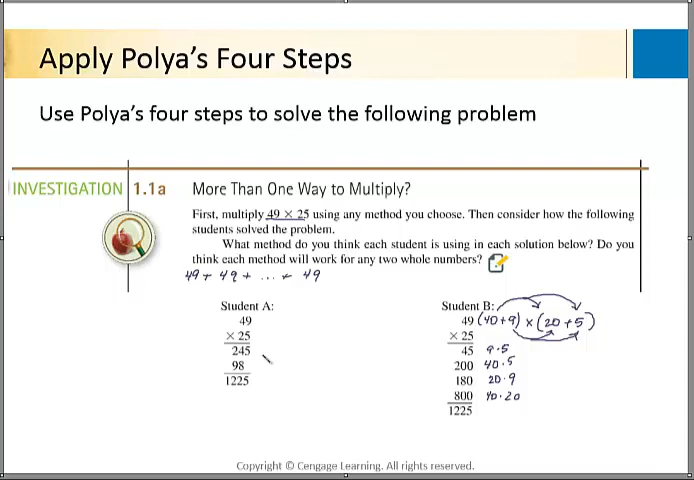 Apply Polya's Four Steps
Use Polya's four steps to solve the following problem
INVESTIGATION 1.1a More Than One Way to Multiply?
First, multiply 49 × 25 using any method you choose. Then consider how the following
students solved the problem.
What method do you think each student is using in each solution below? Do you
think each method will work for any two whole numbers?
49 + 49 + ... + 49
Student A:
49
× 25
245
98
1225
Student B:
49 (40+9) × (20+5)
× 25
45 9·5
200 40·5
180 20·9
800 40·20
1225
Copyright © Cengage Learning. All rights reserved.